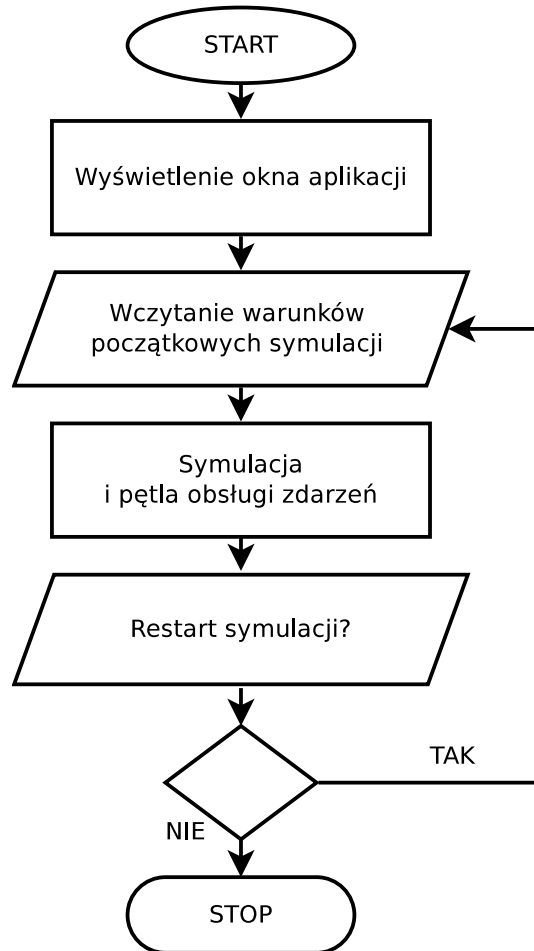 START
Wyświetlenie okna aplikacji
Wczytanie warunków
początkowych symulacji
Symulacja
i pętla obsługi zdarzeń
Restart symulacji?
TAK
NIE
STOP